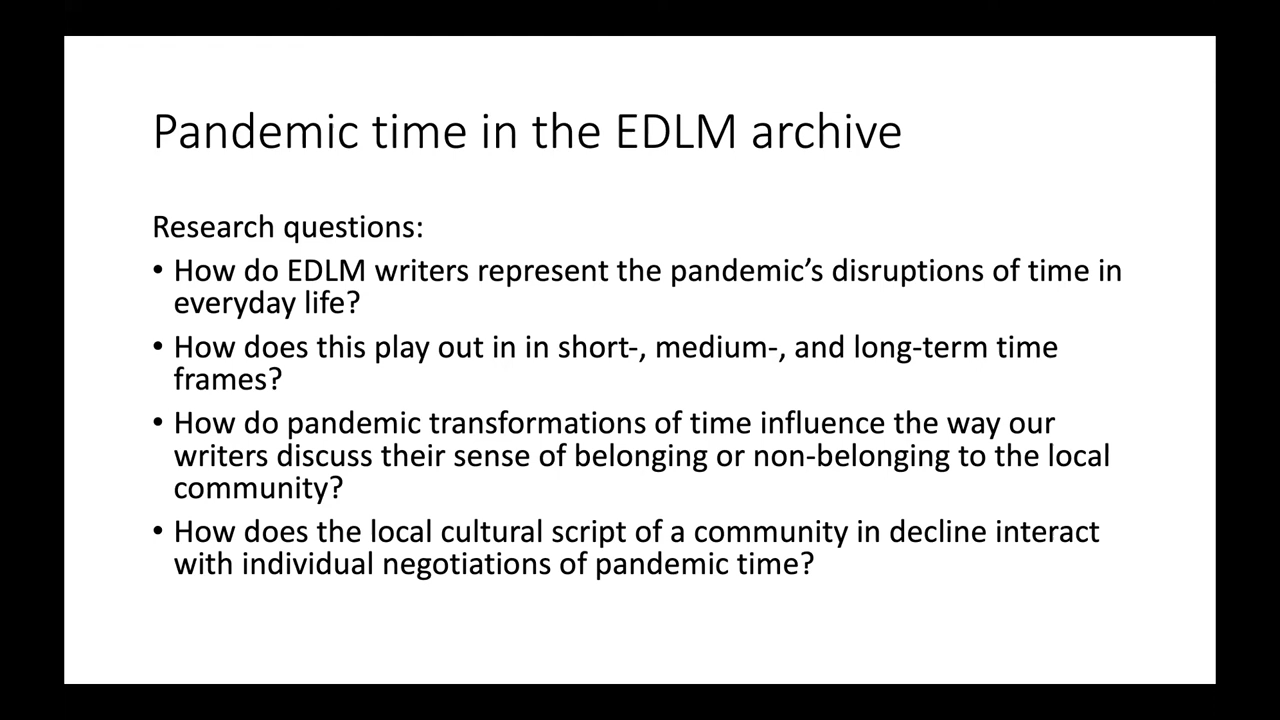 Pandemic time in the EDLM archive
Research questions:
• How do EDLM writers represent the pandemic’s disruptions of time in
everyday life?
• How does this play out in in short-, medium-, and long-term time
frames?
• How do pandemic transformations of time influence the way our
writers discuss their sense of belonging or non-belonging to the local
community?
• How does the local cultural script of a community in decline interact
with individual negotiations of pandemic time?